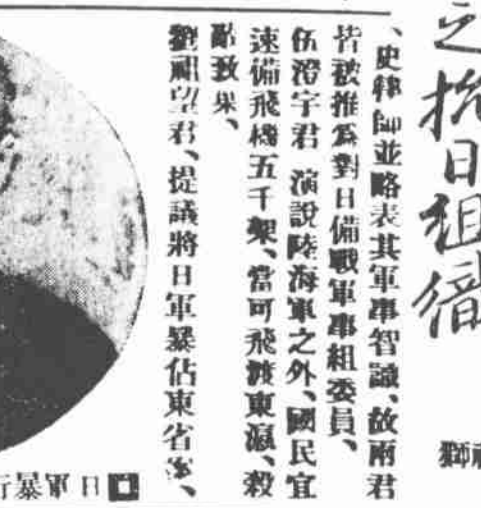 之抗日組織
、史律師並略表其軍事智識、故兩君
皆被推爲對日備戰軍事組委員、
伍澄宇君 演説陸海軍之外、國民宜
速備飛機五千架、當可飛渡東瀛、殺
敵致果、
劉祖望君、提議將日軍暴佔東省
日軍暴行